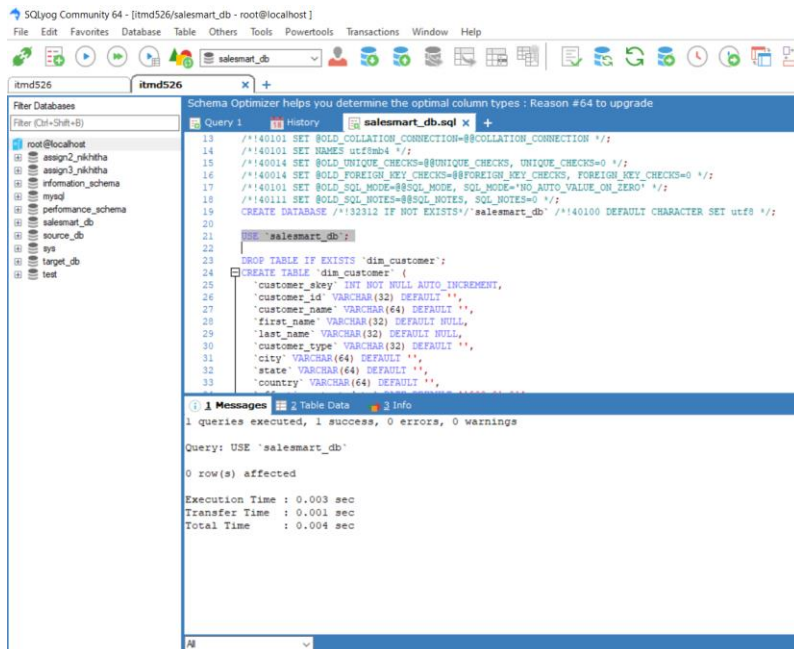 SQLyog Community 64 - [itmd526/salesmart_db - root@localhost ]
File Edit Favorites Database Table Others Tools Powertools Transactions Window Help
salesmart_db
itmd526
itmd526 x +
Filter Databases
Filter (Ctrl+Shift+B)
root@localhost
assign2_nikhitha
assign3_nikhitha
information_schema
mysql
performance_schema
salesmart_db
source_db
sys
target_db
test
Schema Optimizer helps you determine the optimal column types : Reason #64 to upgrade
Query 1 History salesmart_db.sql x +
13 /*!40101 SET @OLD_COLLATION_CONNECTION=@@COLLATION_CONNECTION */;
14 /*!40101 SET NAMES utf8mb4 */;
15 /*!40014 SET @OLD_UNIQUE_CHECKS=@@UNIQUE_CHECKS, UNIQUE_CHECKS=0 */;
16 /*!40014 SET @OLD_FOREIGN_KEY_CHECKS=@@FOREIGN_KEY_CHECKS, FOREIGN_KEY_CHECKS=0 */;
17 /*!40101 SET @OLD_SQL_MODE=@@SQL_MODE, SQL_MODE='NO_AUTO_VALUE_ON_ZERO' */;
18 /*!40111 SET @OLD_SQL_NOTES=@@SQL_NOTES, SQL_NOTES=0 */;
19 CREATE DATABASE /*!32312 IF NOT EXISTS*/`salesmart_db` /*!40100 DEFAULT CHARACTER SET utf8 */;
20
21 USE `salesmart_db`;
22
23 DROP TABLE IF EXISTS `dim_customer`;
24 CREATE TABLE `dim_customer` (
25 `customer_skey` INT NOT NULL AUTO_INCREMENT,
26 `customer_id` VARCHAR(32) DEFAULT '',
27 `customer_name` VARCHAR(64) DEFAULT '',
28 `first_name` VARCHAR(32) DEFAULT NULL,
29 `last_name` VARCHAR(32) DEFAULT NULL,
30 `customer_type` VARCHAR(32) DEFAULT '',
31 `city` VARCHAR(64) DEFAULT '',
32 `state` VARCHAR(64) DEFAULT '',
33 `country` VARCHAR(64) DEFAULT '',
1 Messages 2 Table Data 3 Info
1 queries executed, 1 success, 0 errors, 0 warnings
Query: USE `salesmart_db`
0 row(s) affected
Execution Time : 0.003 sec
Transfer Time : 0.001 sec
Total Time : 0.004 sec
All